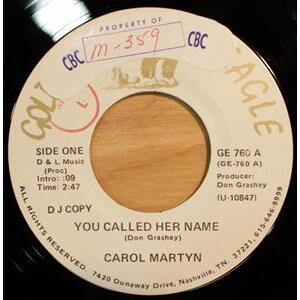 PROPERTY OF
CBC m-359 CBC
GOL EAGLE
SIDE ONE
D & L Music
(Proc)
Intro: :09
Time: 2:47
GE 760 A
(GE-760 A)
Producer:
Don Grashey
(U-10847)
D J COPY
YOU CALLED HER NAME
(Don Grashey)
CAROL MARTYN
ALL RIGHTS RESERVED. 7420 Dunaway Drive, Nashville, TN. 37221, 615-646-9999